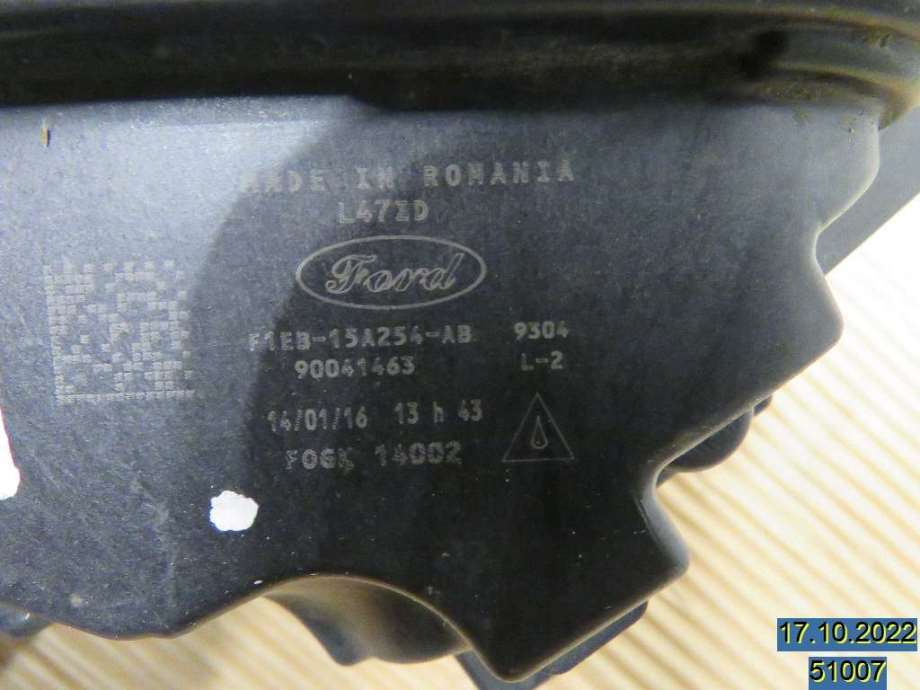 MADE IN ROMANIA
L47ZD
Ford
F1EB-15A254-AB 9304
90041463 L-2
14/01/16 13 h 43
FOGK 14002
17.10.2022
51007